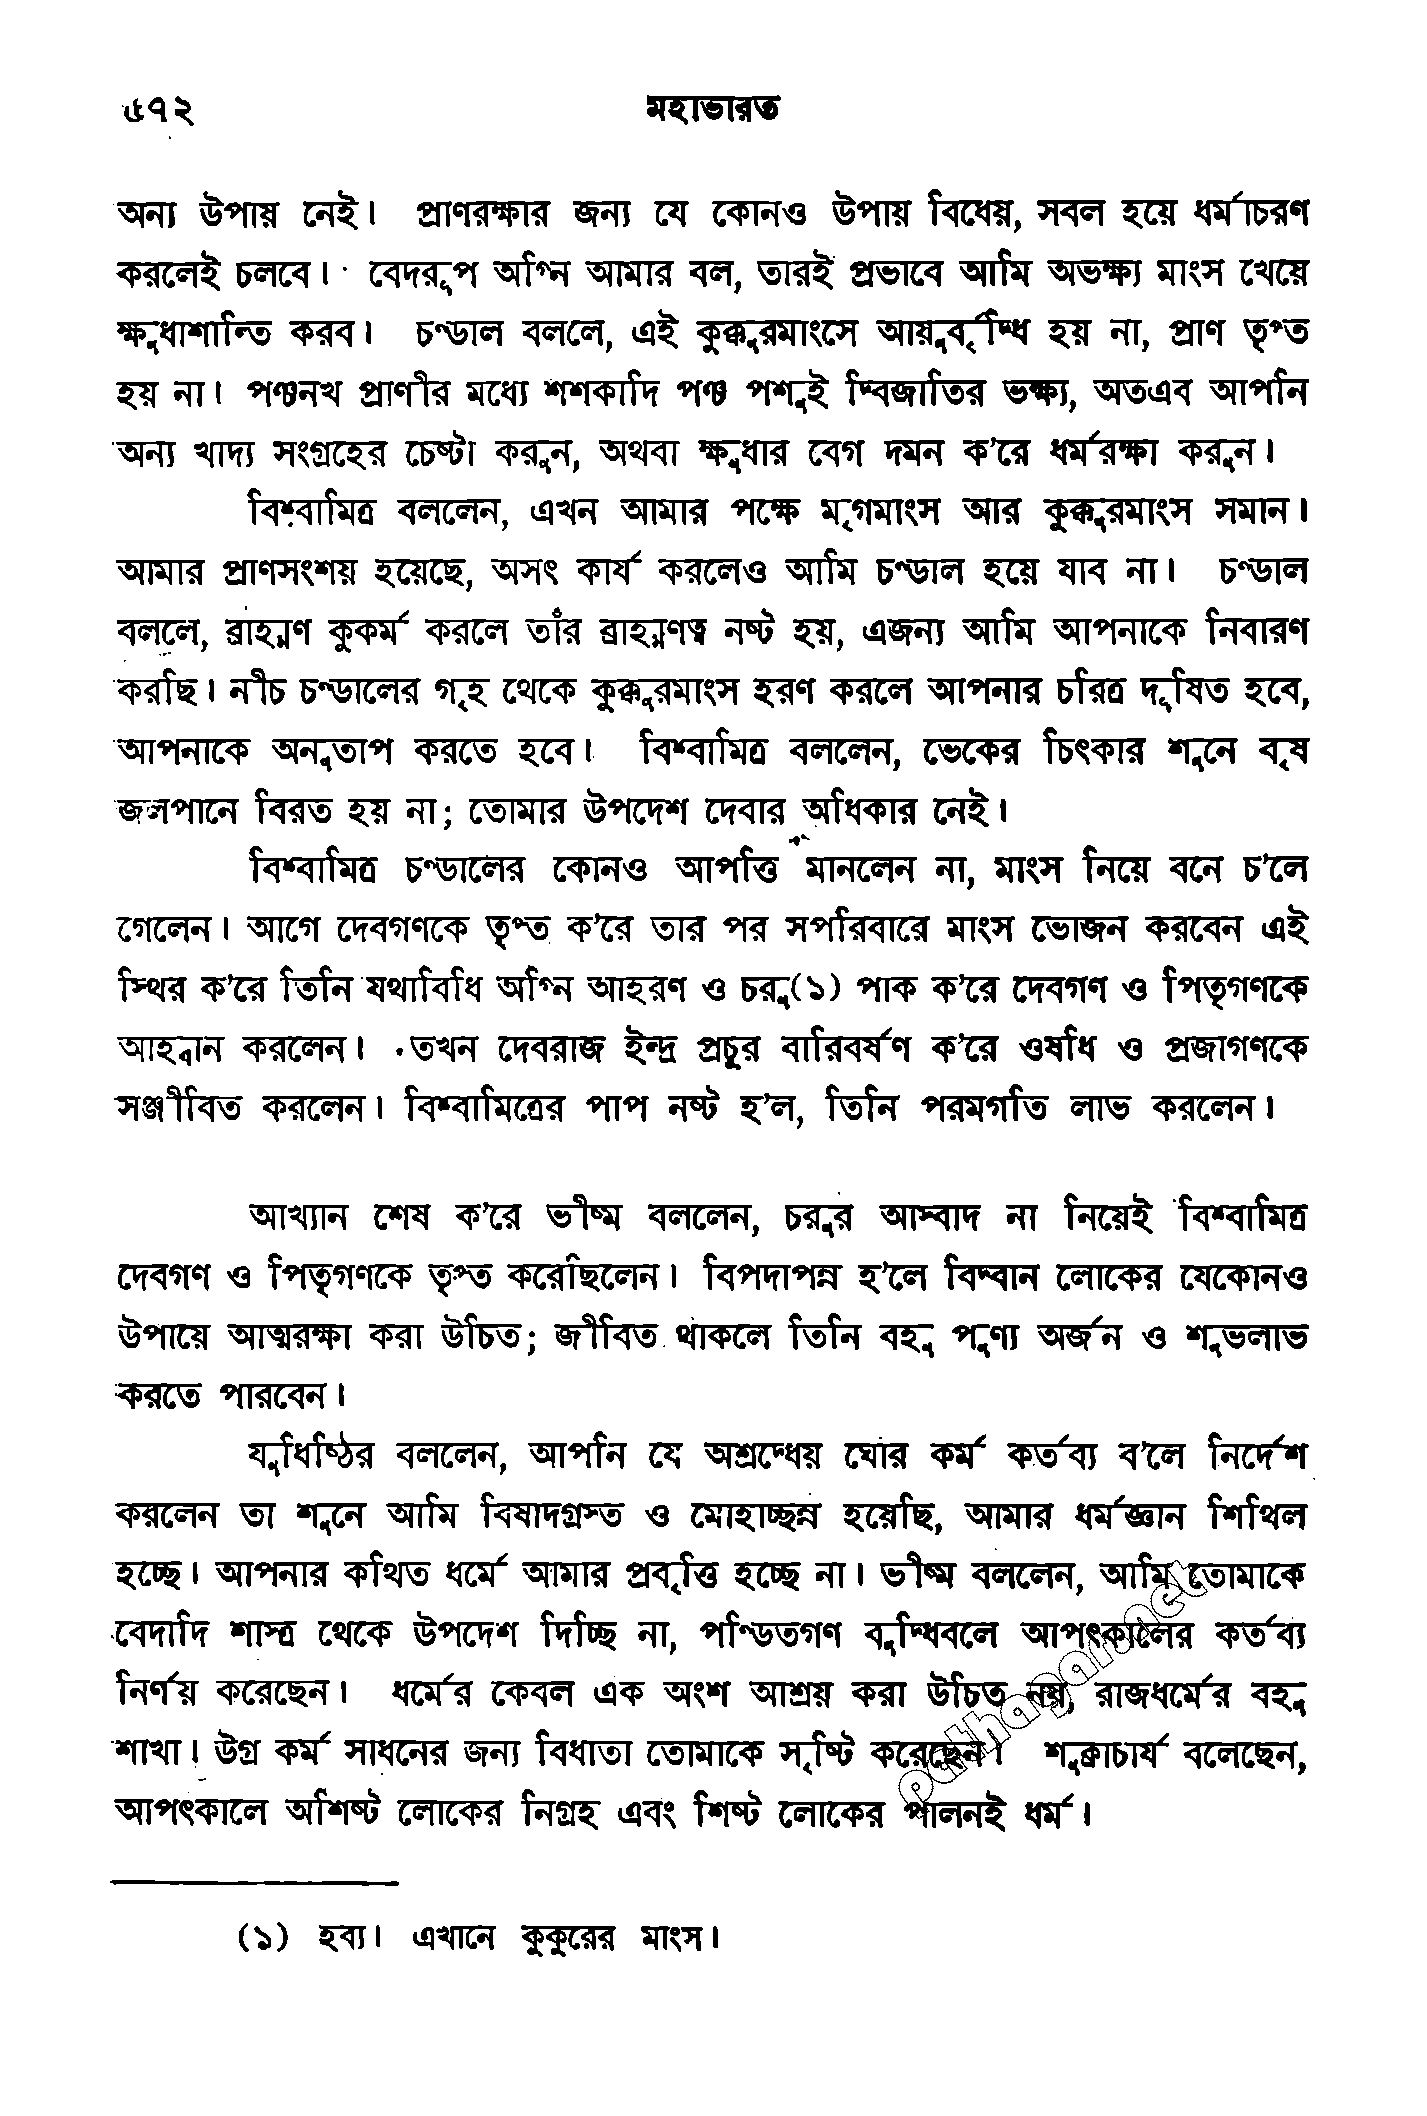 ৫৭২ মহাভারত
অন্য উপায় নেই। প্রাণরক্ষার জন্য যে কোনও উপায় বিধেয়, সবল হয়ে ধর্মাচরণ
করলেই চলবে। বেদরূপ অগ্নি আমার বল, তারই প্রভাবে আমি অভক্ষ্য মাংস খেয়ে
ক্ষুধাশান্তি করব। চণ্ডাল বললে, এই কুক্কুরমাংসে আয়ুর্বৃদ্ধি হয় না, প্রাণ তৃপ্ত
হয় না। পঞ্চনখ প্রাণীর মধ্যে শশকাদি পঞ্চ পশুই দ্বিজাতির ভক্ষ্য, অতএব আপনি
অন্য খাদ্য সংগ্রহের চেষ্টা করুন, অথবা ক্ষুধার বেগ দমন ক'রে ধর্মরক্ষা করুন।
বিশ্বামিত্র বললেন, এখন আমার পক্ষে মৃগমাংস আর কুক্কুরমাংস সমান।
আমার প্রাণসংশয় হয়েছে, অসৎ কার্য করলেও আমি চণ্ডাল হয়ে যাব না। চণ্ডাল
বললে, ব্রাহ্মণ কুকর্ম করলে তাঁর ব্রাহ্মণত্ব নষ্ট হয়, এজন্য আমি আপনাকে নিবারণ
করছি। নীচ চণ্ডালের গৃহ থেকে কুক্কুরমাংস হরণ করলে আপনার চরিত্র দূষিত হবে,
আপনাকে অনুতাপ করতে হবে। বিশ্বামিত্র বললেন, ভেকের চিৎকার শুনে বৃষ
জলপানে বিরত হয় না; তোমার উপদেশ দেবার অধিকার নেই।
বিশ্বামিত্র চণ্ডালের কোনও আপত্তি মানলেন না, মাংস নিয়ে বনে চ'লে
গেলেন। আগে দেবগণকে তৃপ্ত ক'রে তার পর সপরিবারে মাংস ভোজন করবেন এই
স্থির ক'রে তিনি যথাবিধি অগ্নি আহরণ ও চরু(১) পাক ক'রে দেবগণ ও পিতৃগণকে
আহ্বান করলেন। তখন দেবরাজ ইন্দ্র প্রচুর বারিবর্ষণ ক'রে ওষধি ও প্রজাগণকে
সঞ্জীবিত করলেন। বিশ্বামিত্রের পাপ নষ্ট হ'ল, তিনি পরমগতি লাভ করলেন।
আখ্যান শেষ ক'রে ভীষ্ম বললেন, চরুর আস্বাদ না নিয়েই বিশ্বামিত্র
দেবগণ ও পিতৃগণকে তৃপ্ত করেছিলেন। বিপদাপন্ন হ'লে বিদ্বান লোকের যেকোনও
উপায়ে আত্মরক্ষা করা উচিত; জীবিত থাকলে তিনি বহু পুণ্য অর্জন ও শুভলাভ
করতে পারবেন।
যুধিষ্ঠির বললেন, আপনি যে অশ্রদ্ধেয় ঘোর কর্ম কর্তব্য ব'লে নির্দেশ
করলেন তা শুনে আমি বিষাদগ্রস্ত ও মোহাচ্ছন্ন হয়েছি, আমার ধর্মজ্ঞান শিথিল
হচ্ছে। আপনার কথিত ধর্মে আমার প্রবৃত্তি হচ্ছে না। ভীষ্ম বললেন, আমি তোমাকে
বেদাদি শাস্ত্র থেকে উপদেশ দিচ্ছি না, পণ্ডিতগণ বুদ্ধিবলে আপৎকালের কর্তব্য
নির্ণয় করেছেন। ধর্মের কেবল এক অংশ আশ্রয় করা উচিত নয়, রাজধর্মের বহু
শাখা। উগ্র কর্ম সাধনের জন্য বিধাতা তোমাকে সৃষ্টি করেছেন। শুক্রাচার্য বলেছেন,
আপৎকালে অশিষ্ট লোকের নিগ্রহ এবং শিষ্ট লোকের পালনই ধর্ম।
(১) হব্য। এখানে কুকুরের মাংস।
pathagar.net